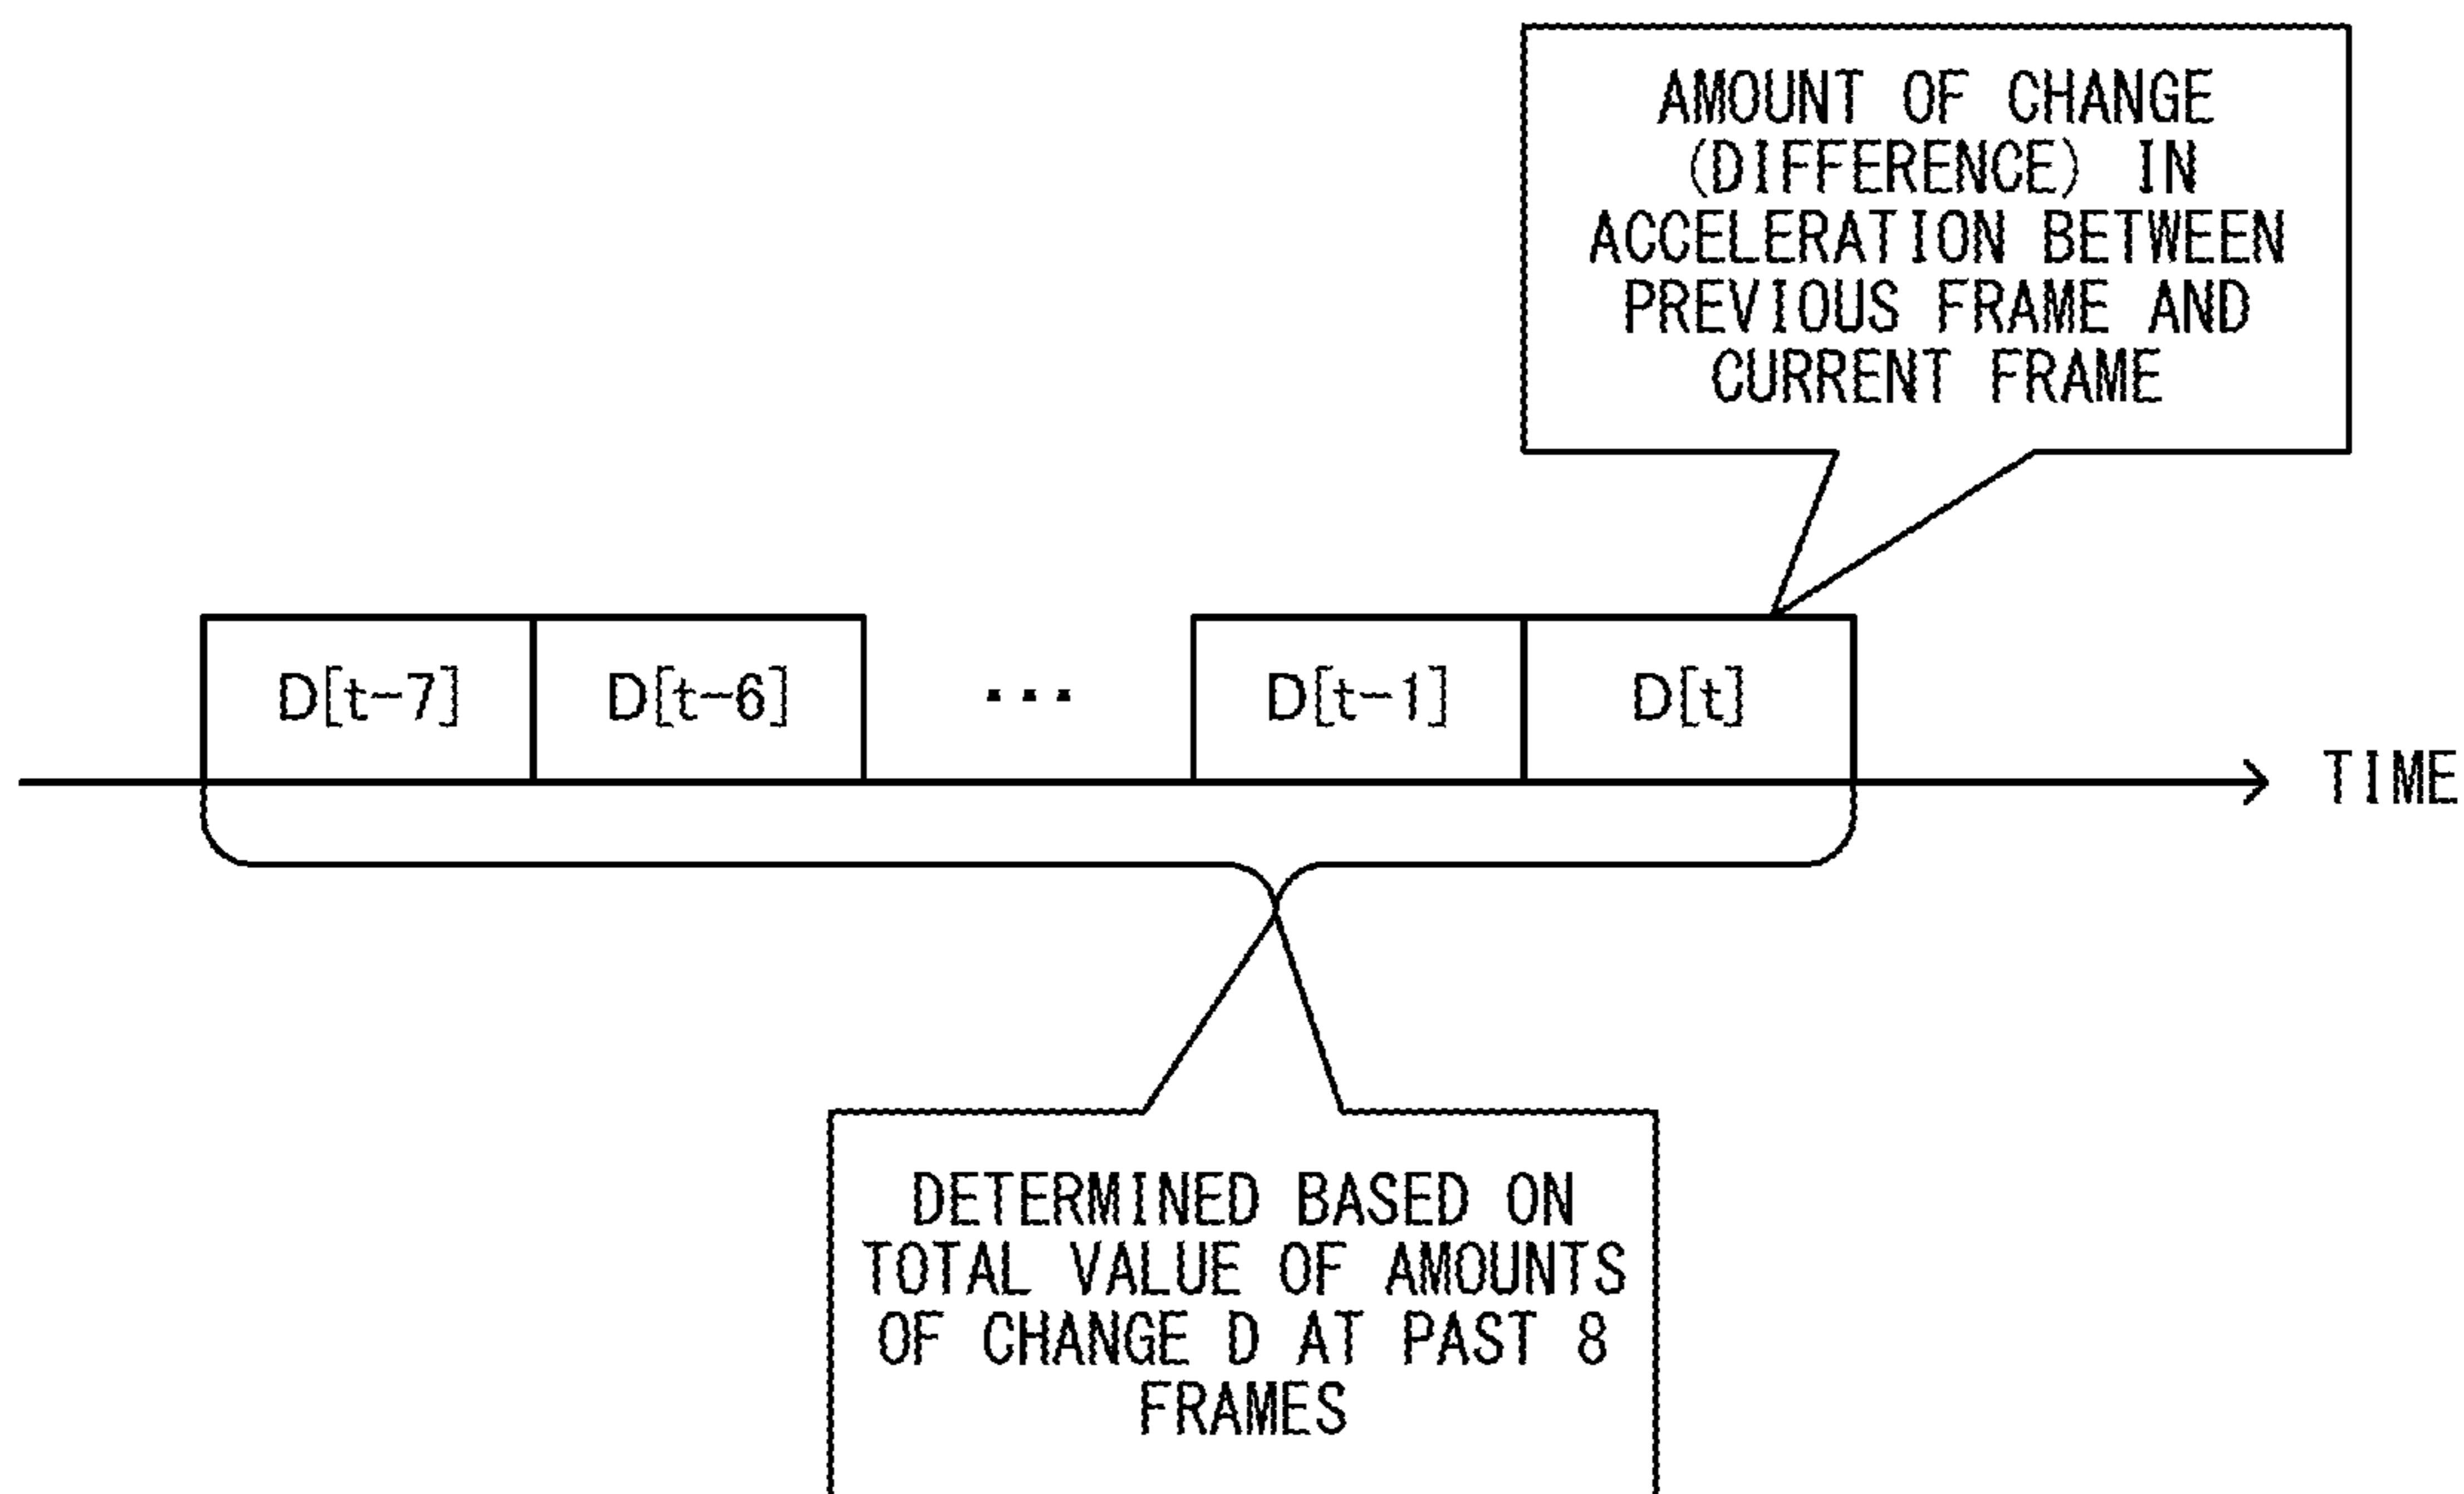 AMOUNT OF CHANGE
(DIFFERENCE) IN
ACCELERATION BETWEEN
PREVIOUS FRAME AND
CURRENT FRAME
D[t-7] D[t-6] ... D[t-1] D[t]
TIME
DETERMINED BASED ON
TOTAL VALUE OF AMOUNTS
OF CHANGE D AT PAST 8
FRAMES